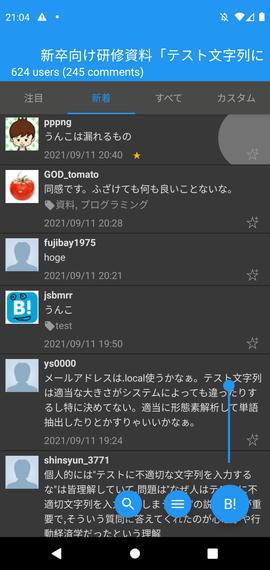 21:04
新卒向け研修資料「テスト文字列に
624 users (245 comments)
注目 新着 すべて カスタム
pppng
うんこは漏れるもの
2021/09/11 20:40
GOD_tomato
同感です。ふざけても何も良いことないな。
資料, プログラミング
2021/09/11 20:28
fujibay1975
hoge
2021/09/11 20:21
jsbmrr
うんこ
test
2021/09/11 19:50
ys0000
メールアドレスは.local使うかなぁ。テスト文字列
は適当な大きさがシステムによっても違ったりす
るし特に決めてない。適当に形態素解析して単語
抽出したりとかすりゃいいかなぁ。
2021/09/11 19:24
shinsyun_3771
個人的には"テストに不適切な文字列を入力する
な"は皆理解していて,問題は"なぜ人はテ
切文字列を入 しま の説
要で,そういう質問に答えてくれたのが心 や行
動経済学だったという理解
B!